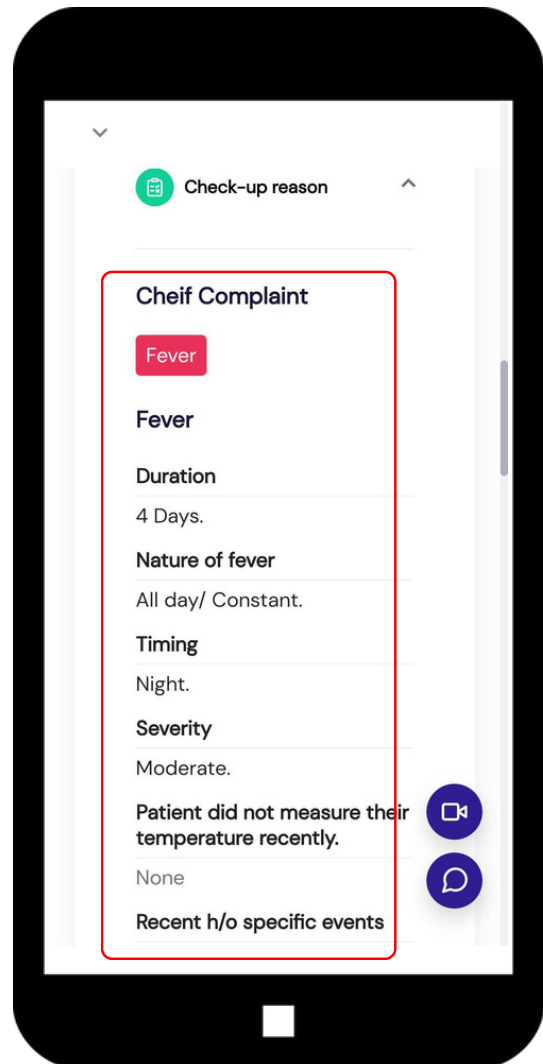 Check-up reason
Cheif Complaint
Fever
Fever
Duration
4 Days.
Nature of fever
All day/ Constant.
Timing
Night.
Severity
Moderate.
Patient did not measure their
temperature recently.
None
Recent h/o specific events